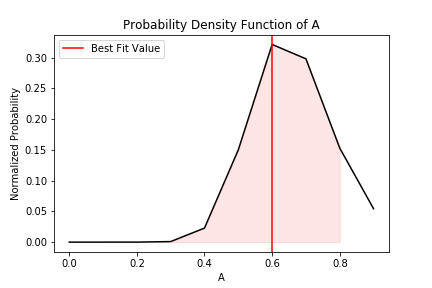 Probability Density Function of A
Best Fit Value
Normalized Probability
0.30
0.25
0.20
0.15
0.10
0.05
0.00
0.0 0.2 0.4 0.6 0.8
A